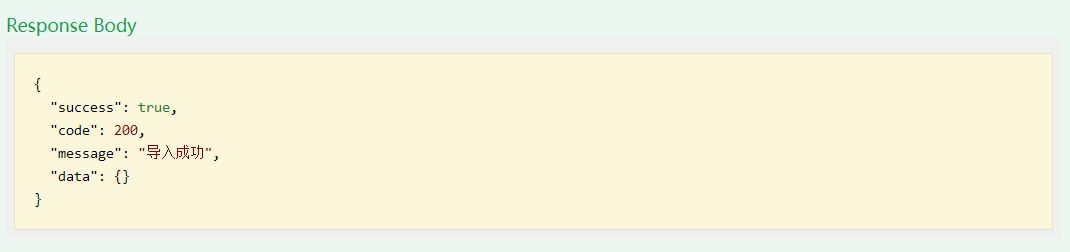 Response Body
{
"success": true,
"code": 200,
"message": "导入成功",
"data": {}
}